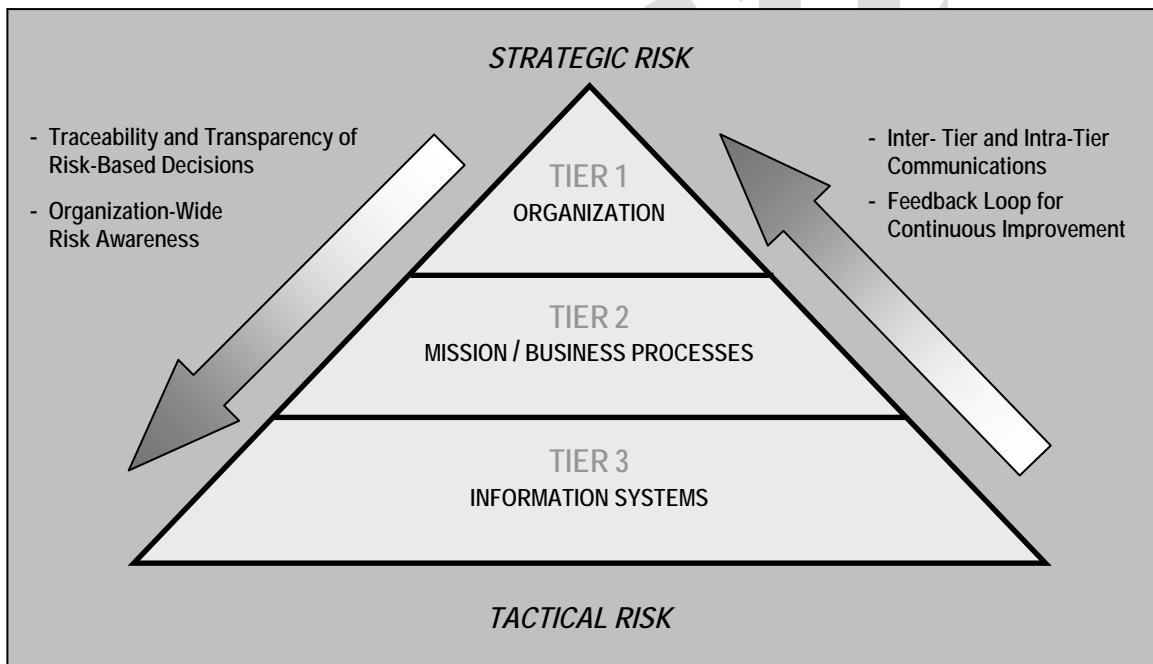 STRATEGIC RISK
- Traceability and Transparency of
Risk-Based Decisions
- Organization-Wide
Risk Awareness
- Inter- Tier and Intra-Tier
Communications
- Feedback Loop for
Continuous Improvement
TIER 1
ORGANIZATION
TIER 2
MISSION / BUSINESS PROCESSES
TIER 3
INFORMATION SYSTEMS
TACTICAL RISK